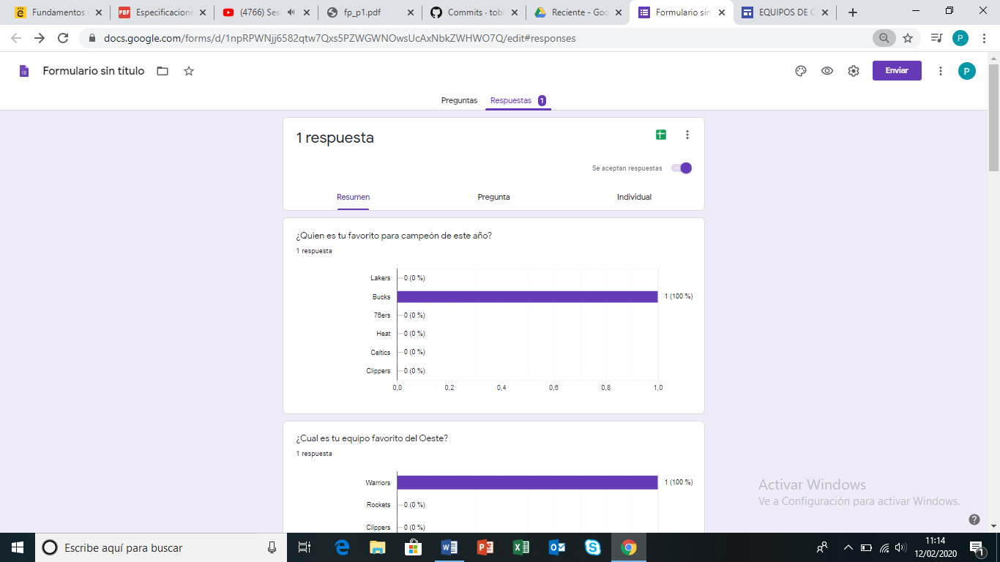 Fundamentos
Especificacione
(4766) Ses
fp_p1.pdf
Commits · tobi
Reciente - Goo
Formulario sin
EQUIPOS DE C
docs.google.com/forms/d/1npRPWNjj6582qtw7Qxs5PZWGWNOwsUcAxNbkZWHWO7Q/edit#responses
P
Formulario sin título
Enviar
P
Preguntas
Respuestas 1
1 respuesta
Se aceptan respuestas
Resumen Pregunta Individual
¿Quien es tu favorito para campeón de este año?
1 respuesta
Lakers 0 (0 %)
Bucks 1 (100 %)
76ers 0 (0 %)
Heat 0 (0 %)
Celtics 0 (0 %)
Clippers 0 (0 %)
0,0 0,2 0,4 0,6 0,8 1,0
¿Cual es tu equipo favorito del Oeste?
1 respuesta
Warriors 1 (100 %)
Rockets 0 (0 %)
Clippers 0 (0 %)
Activar Windows
Ve a Configuración para activar Windows.
Escribe aquí para buscar
11:14
12/02/2020
1